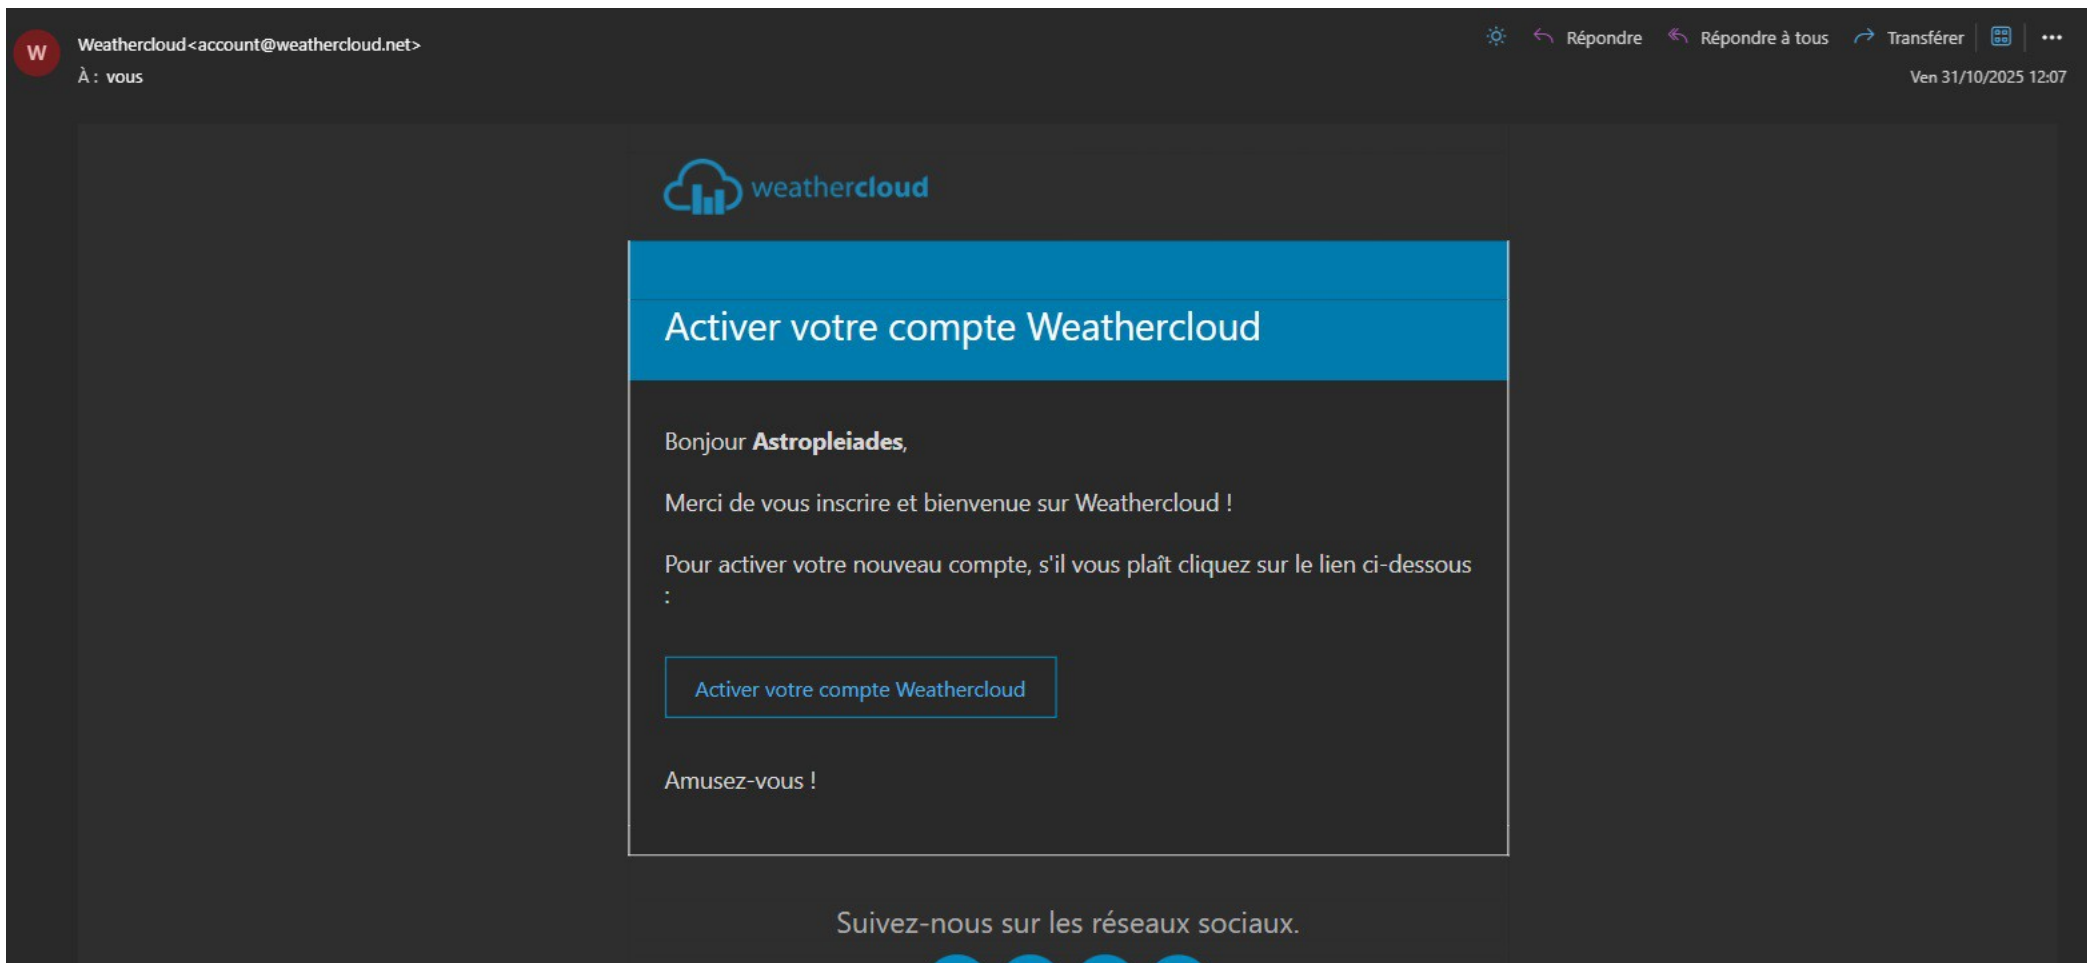 W
Weathercloud<account@weathercloud.net>
À : vous
Répondre
Répondre à tous
Transférer
Ven 31/10/2025 12:07
weathercloud
Activer votre compte Weathercloud
Bonjour Astropleiades,
Merci de vous inscrire et bienvenue sur Weathercloud !
Pour activer votre nouveau compte, s'il vous plaît cliquez sur le lien ci-dessous
:
Activer votre compte Weathercloud
Amusez-vous !
Suivez-nous sur les réseaux sociaux.